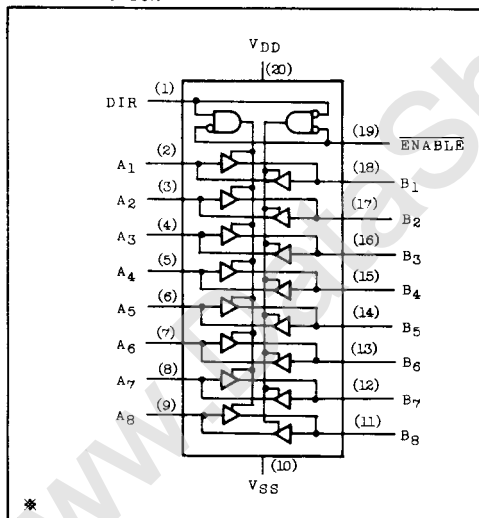 VDD
(20)
DIR (1)
(19) ENABLE
A1 (2)
(18) B1
A2 (3)
(17) B2
A3 (4)
(16) B3
A4 (5)
(15) B4
A5 (6)
(14) B5
A6 (7)
(13) B6
A7 (8)
(12) B7
A8 (9)
(11) B8
(10)
VSS
※
www.DataSh